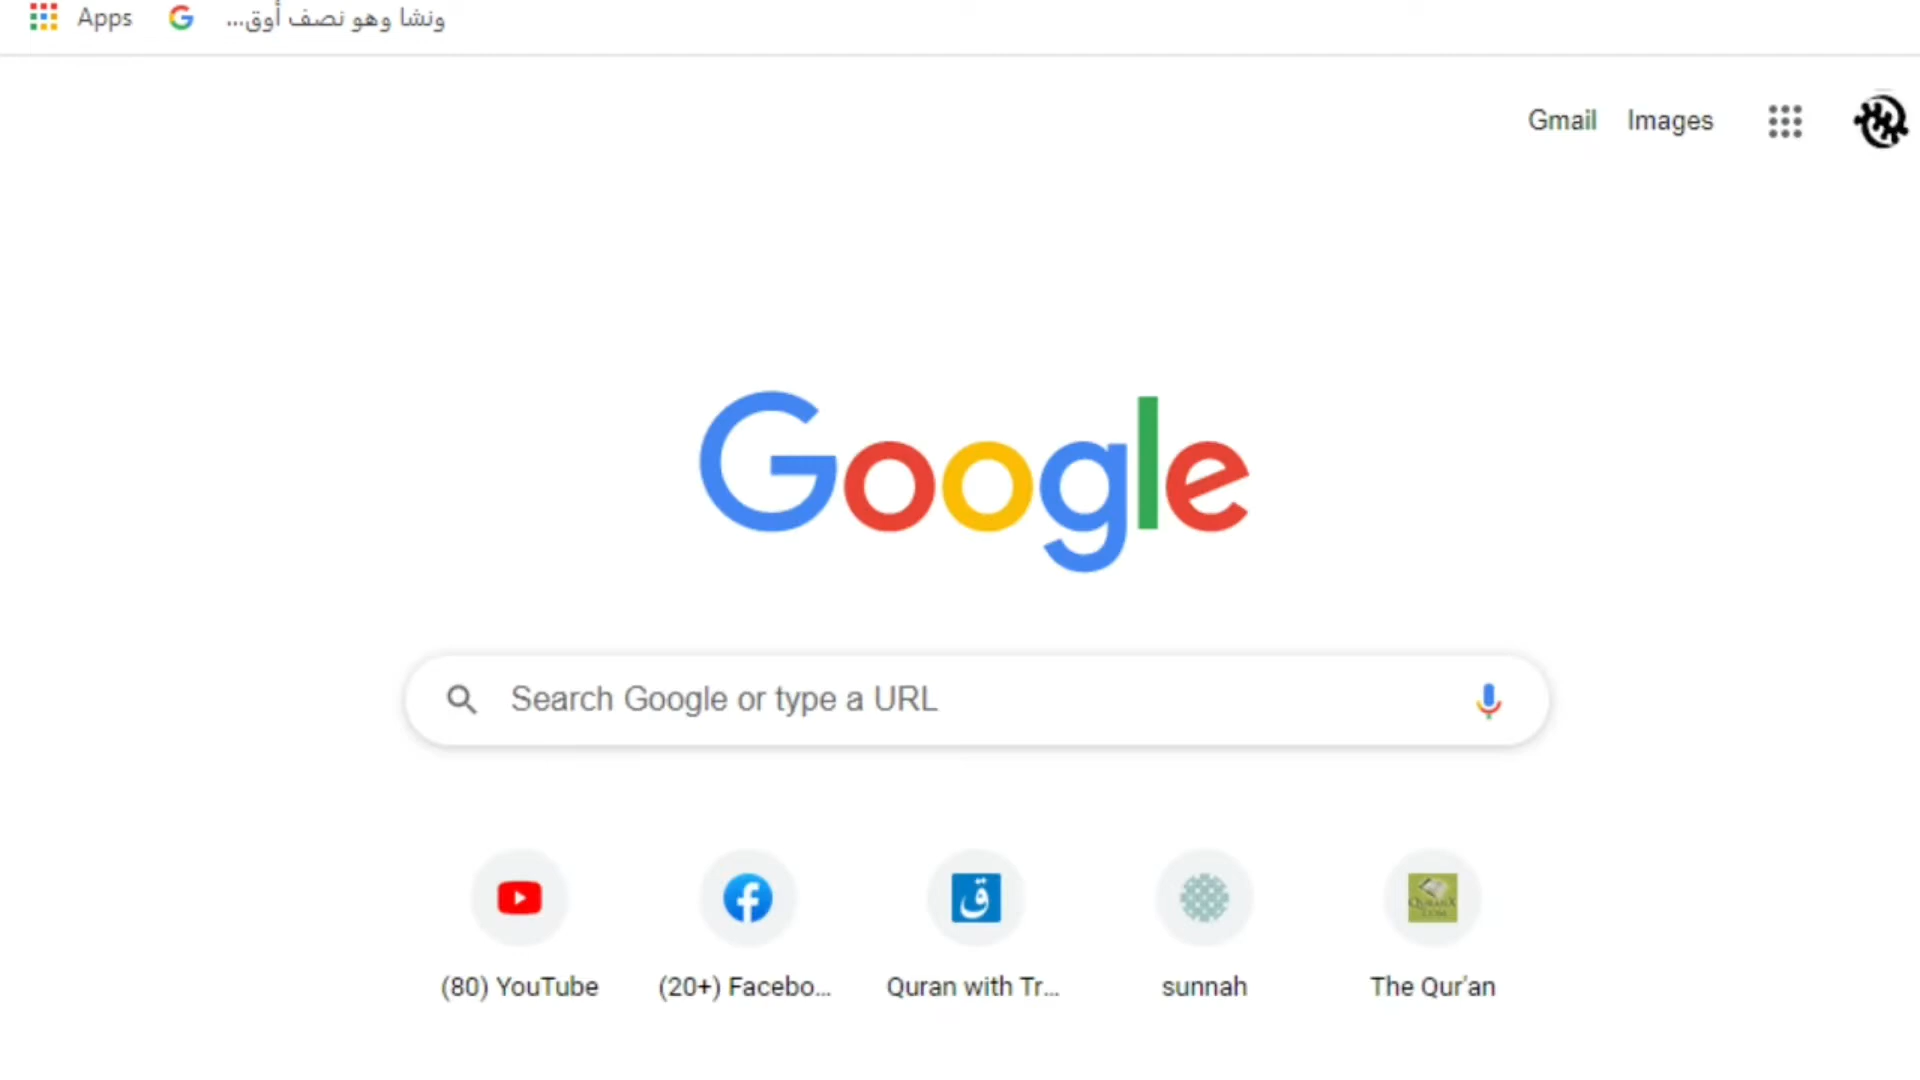 Apps ونشا وهو نصف أوق...
Gmail Images
Google
Search Google or type a URL
(80) YouTube (20+) Facebo... Quran with Tr... sunnah The Qur'an